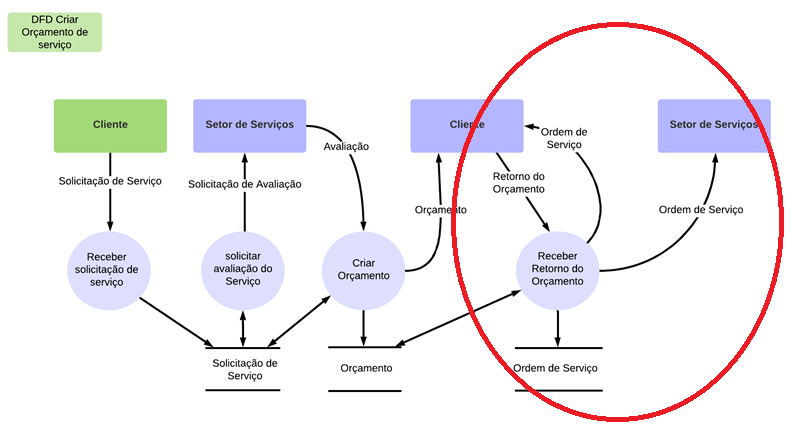 DFD Criar
Orçamento de
serviço
Cliente
Setor de Serviços
Cliente
Setor de Serviços
Avaliação
Ordem de
Serviço
Solicitação de Serviço
Solicitação de Avaliação
Retorno do
Orçamento
Orçamento
Ordem de Serviço
Receber
solicitação de
serviço
solicitar
avaliação do
Serviço
Criar
Orçamento
Receber
Retorno do
Orçamento
Solicitação de
Serviço
Orçamento
Ordem de Serviço